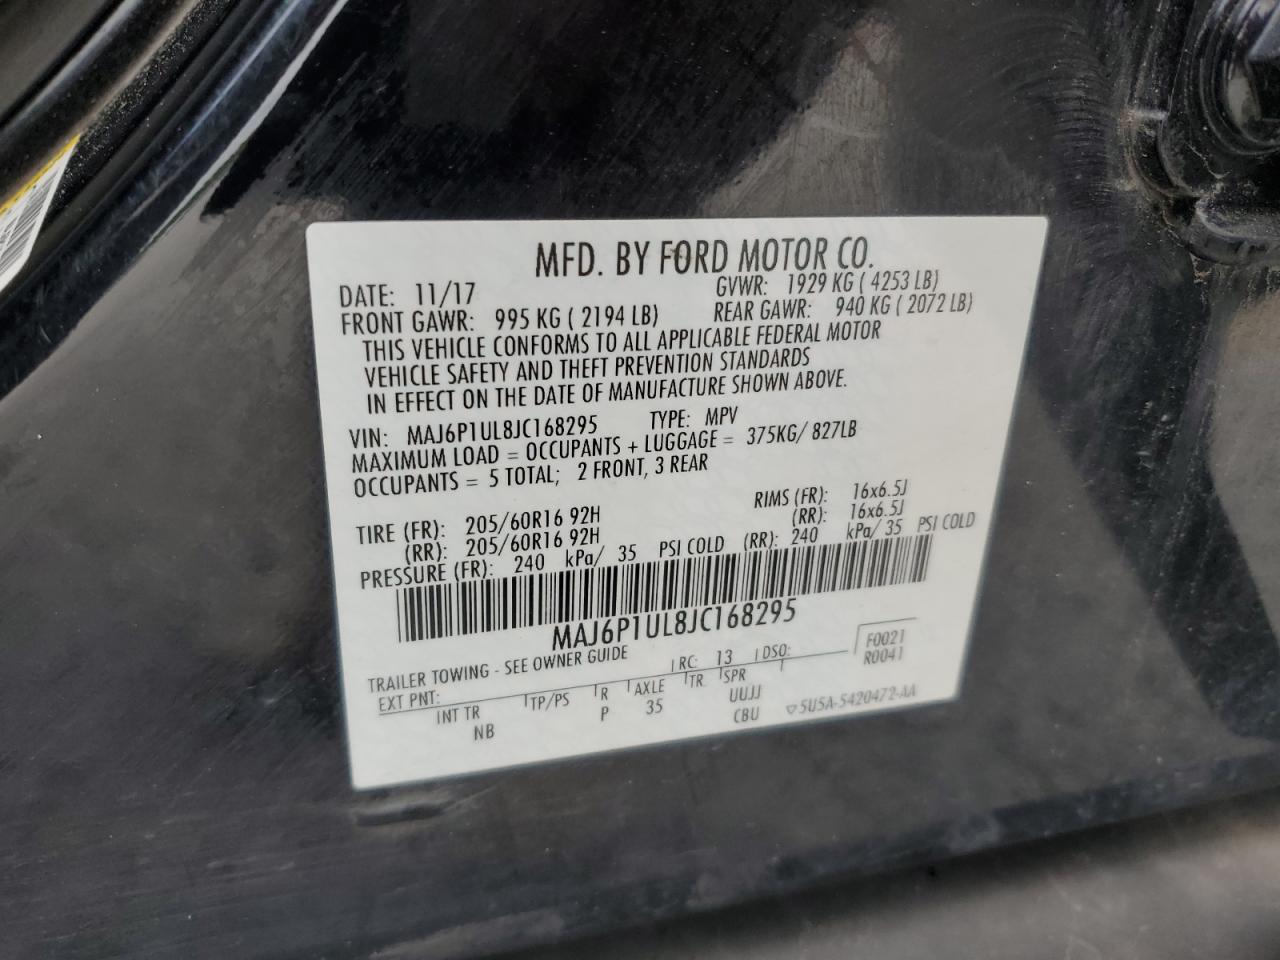 MFD. BY FORD MOTOR CO.
DATE: 11/17 GVWR: 1929 KG ( 4253 LB)
FRONT GAWR: 995 KG ( 2194 LB) REAR GAWR: 940 KG ( 2072 LB)
THIS VEHICLE CONFORMS TO ALL APPLICABLE FEDERAL MOTOR
VEHICLE SAFETY AND THEFT PREVENTION STANDARDS
IN EFFECT ON THE DATE OF MANUFACTURE SHOWN ABOVE.
VIN: MAJ6P1UL8JC168295 TYPE: MPV
MAXIMUM LOAD = OCCUPANTS + LUGGAGE = 375KG/ 827LB
OCCUPANTS = 5 TOTAL; 2 FRONT, 3 REAR
TIRE (FR): 205/60R16 92H RIMS (FR): 16x6.5J
(RR): 205/60R16 92H (RR): 16x6.5J
PRESSURE (FR): 240 kPa/ 35 PSI COLD (RR): 240 kPa/ 35 PSI COLD
MAJ6P1UL8JC168295
TRAILER TOWING - SEE OWNER GUIDE F0021
EXT PNT: RC: 13 DSO: R0041
INT TR TP/PS R AXLE TR SPR
NB P 35 UUJJ
CBU 5U5A-5420472-AA